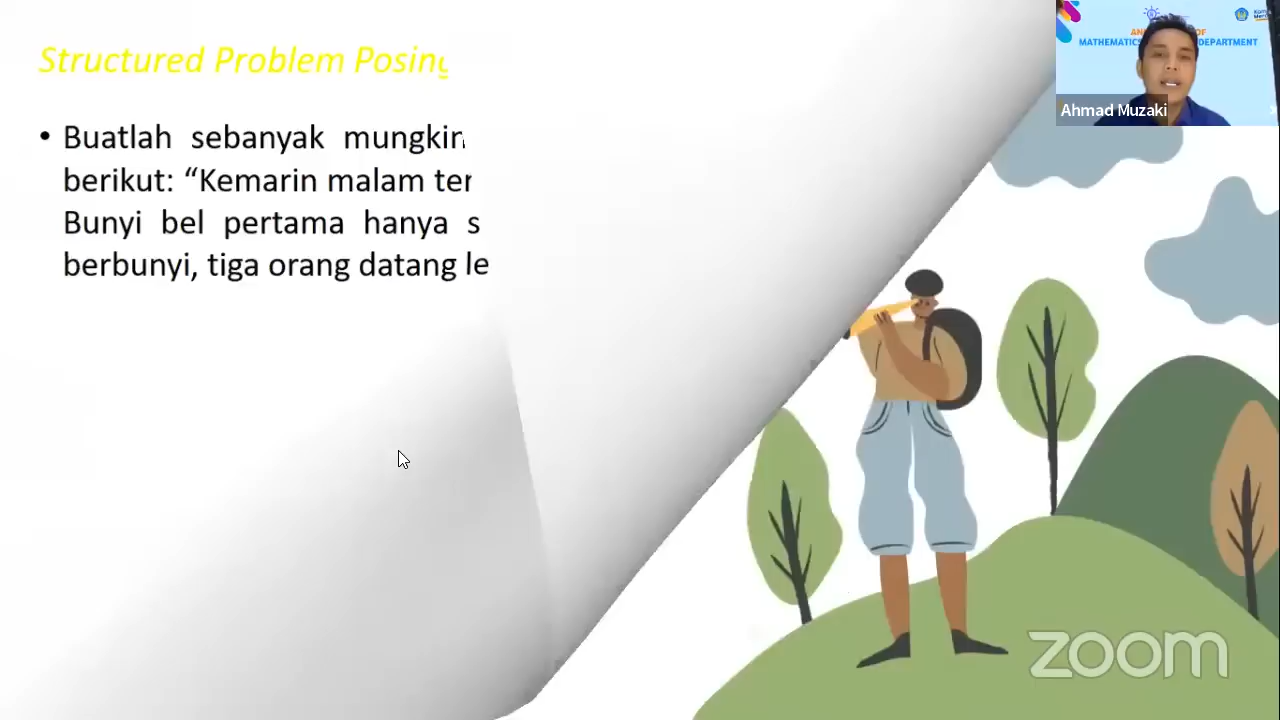 Structured Problem Posing
• Buatlah sebanyak mungkin
berikut: “Kemarin malam
Bunyi bel pertama hanya
berbunyi, tiga orang datang le
MATHEMATICS DEPARTMENT
Ahmad Muzaki
zoom